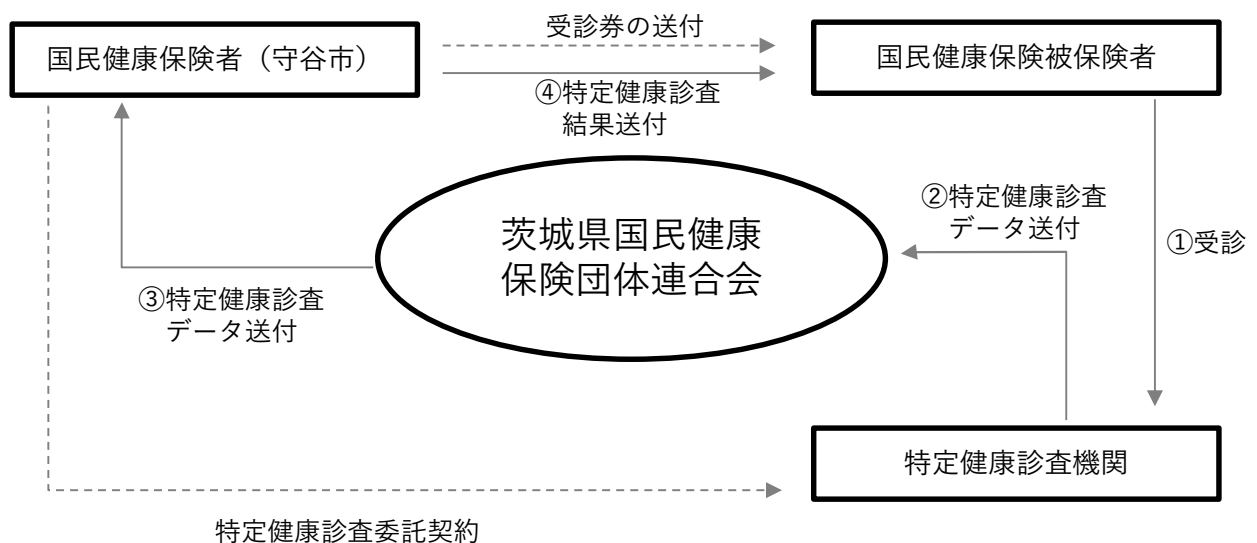 受診券の送付
国民健康保険者（守谷市）
国民健康保険被保険者
④特定健康診査
結果送付
②特定健康診査
データ送付
①受診
茨城県国民健康
保険団体連合会
③特定健康診査
データ送付
特定健康診査機関
特定健康診査委託契約